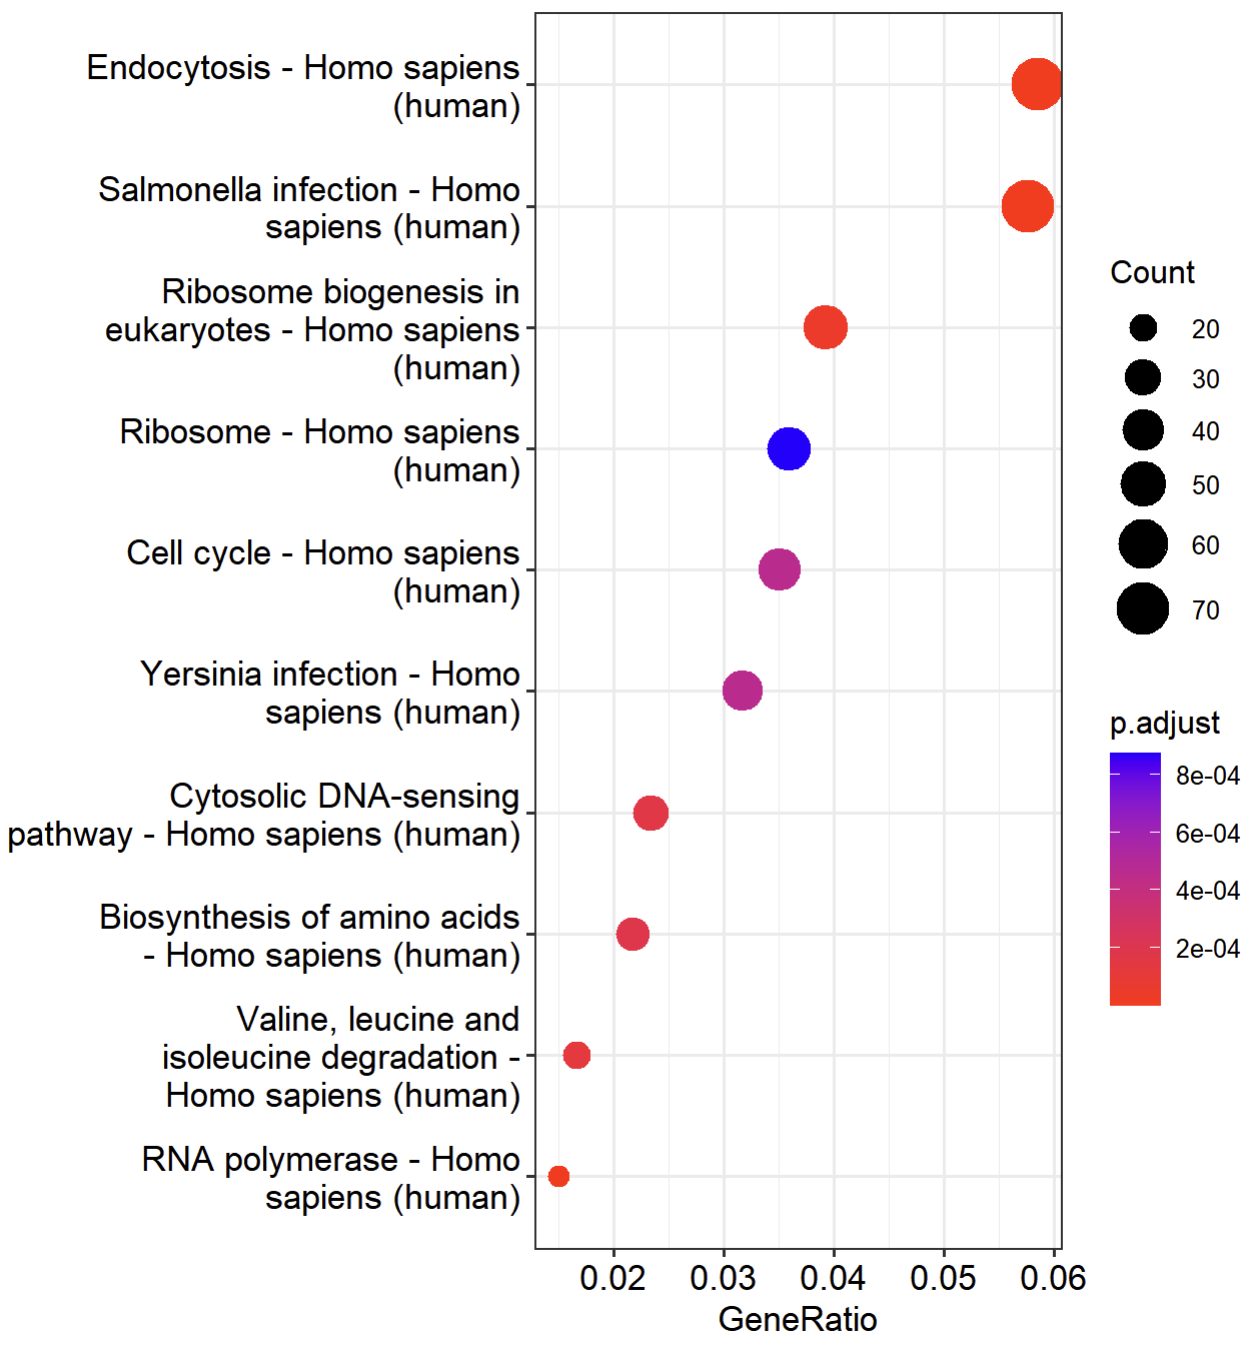 Endocytosis - Homo sapiens
(human)
Salmonella infection - Homo
sapiens (human)
Ribosome biogenesis in
eukaryotes - Homo sapiens
(human)
Ribosome - Homo sapiens
(human)
Cell cycle - Homo sapiens
(human)
Yersinia infection - Homo
sapiens (human)
Cytosolic DNA-sensing
pathway - Homo sapiens (human)
Biosynthesis of amino acids
- Homo sapiens (human)
Valine, leucine and
isoleucine degradation -
Homo sapiens (human)
RNA polymerase - Homo
sapiens (human)
0.02 0.03 0.04 0.05 0.06
GeneRatio
Count
20
30
40
50
60
70
p.adjust
8e-04
6e-04
4e-04
2e-04